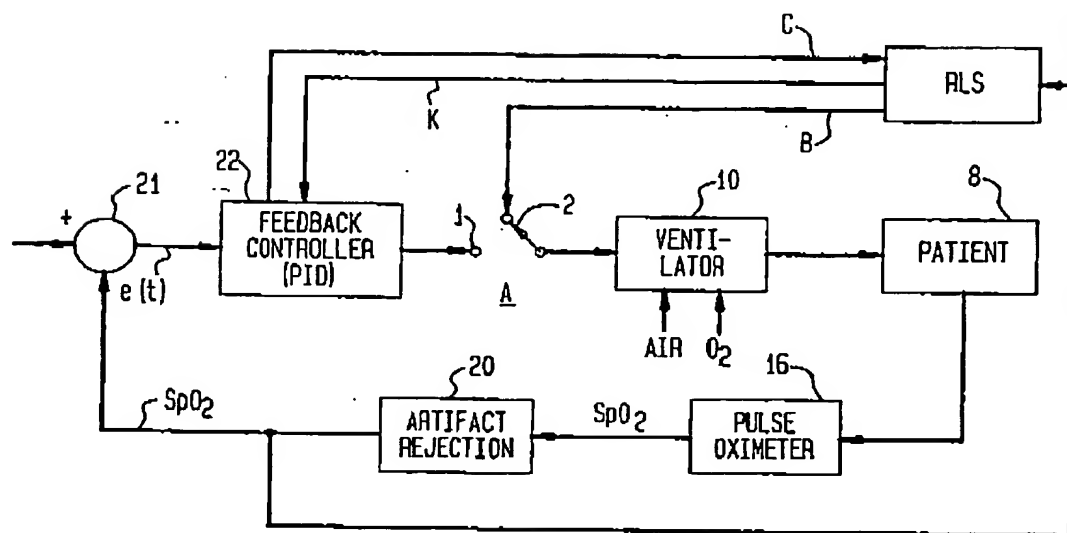 C
RLS
K
B
22
21
+
FEEDBACK
CONTROLLER
(PID)
e(t)
1
2
A
10
VENTI-
LATOR
AIR
O2
8
PATIENT
SpO2
20
ARTIFACT
REJECTION
SpO2
16
PULSE
OXIMETER